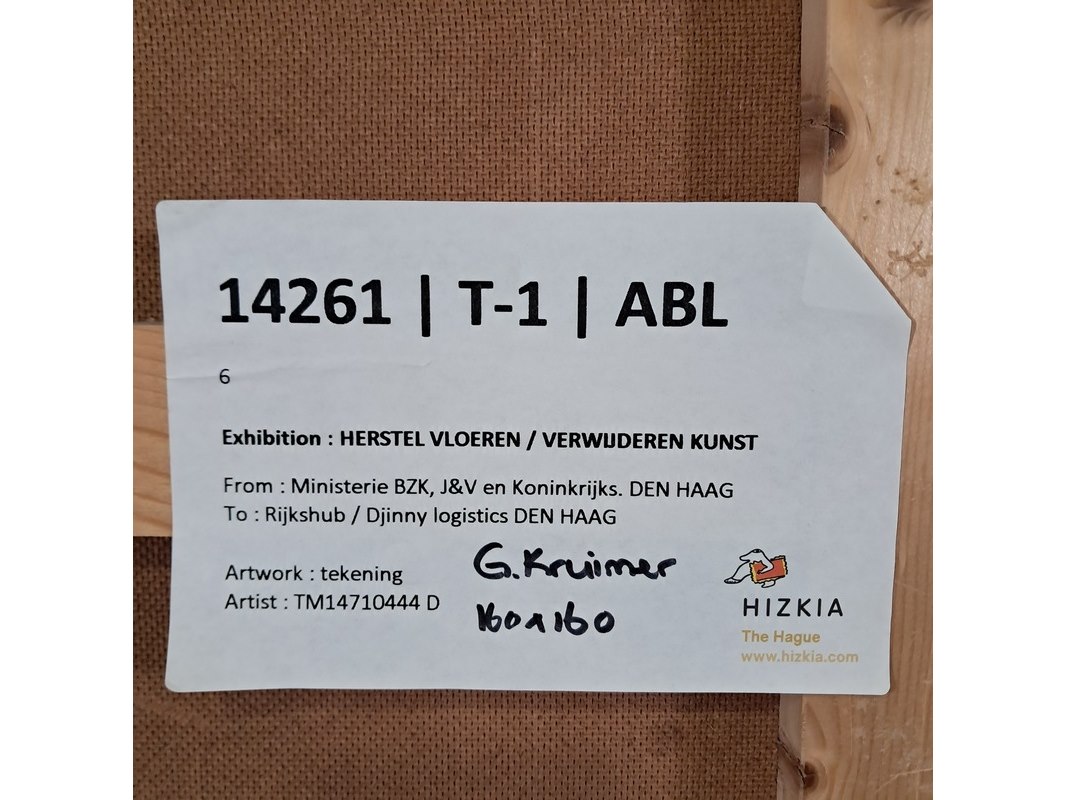 14261 | T-1 | ABL
6
Exhibition : HERSTEL VLOEREN / VERWIJDEREN KUNST
From : Ministerie BZK, J&V en Koninkrijks. DEN HAAG
To : Rijkshub / Djinny logistics DEN HAAG
Artwork : tekening
Artist : TM14710444 D
G. Kruimer
160x160
HIZKIA
The Hague
www.hizkia.com